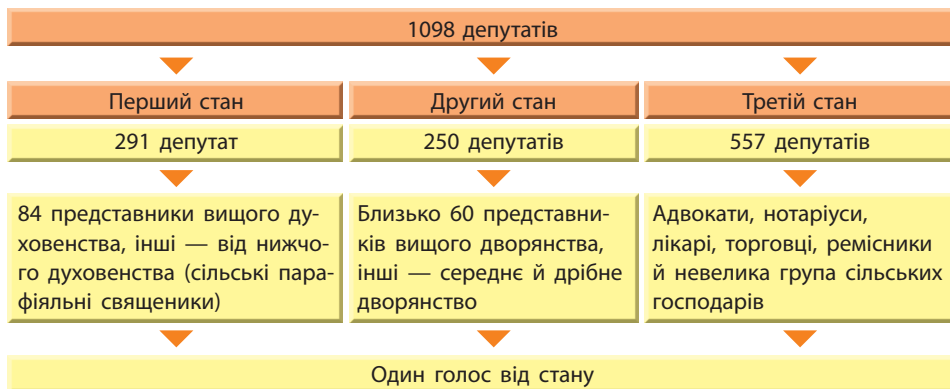 1098 депутатів
Перший стан
Другий стан
Третій стан
291 депутат
250 депутатів
557 депутатів
84 представники вищого ду-
ховенства, інші — від нижчо-
го духовенства (сільські пара-
фіяльні священики)
Близько 60 представни-
ків вищого дворянства,
інші — середнє й дрібне
дворянство
Адвокати, нотаріуси,
лікарі, торговці, ремісники
й невелика група сільських
господарів
Один голос від стану